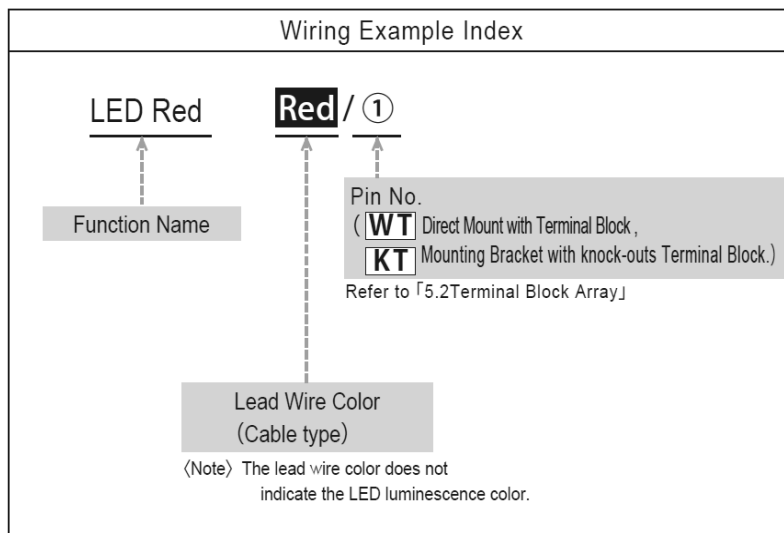 Wiring Example Index
LED Red Red / ①
Function Name
Pin No.
( WT Direct Mount with Terminal Block ,
KT Mounting Bracket with knock-outs Terminal Block.)
Refer to 「5.2Terminal Block Array」
Lead Wire Color
(Cable type)
〈Note〉 The lead wire color does not
indicate the LED luminescence color.